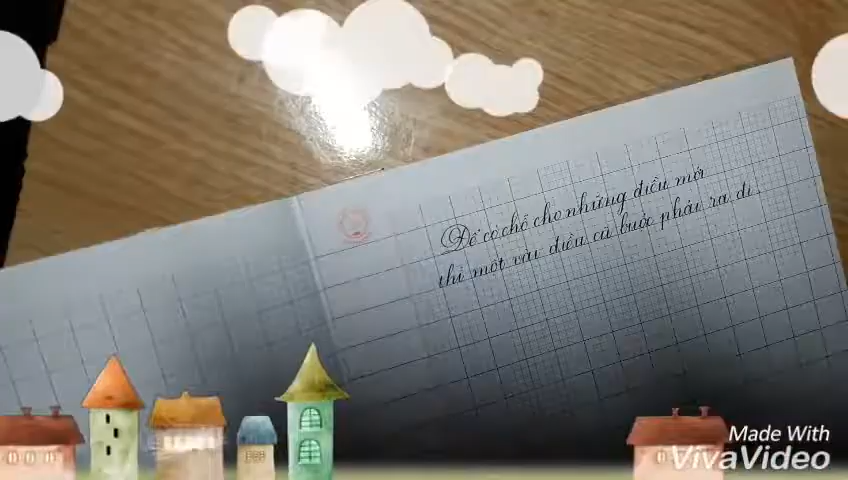 Để có chỗ cho những điều mới
thì một vài điều cũ buộc phải ra đi.
Made With
VivaVideo